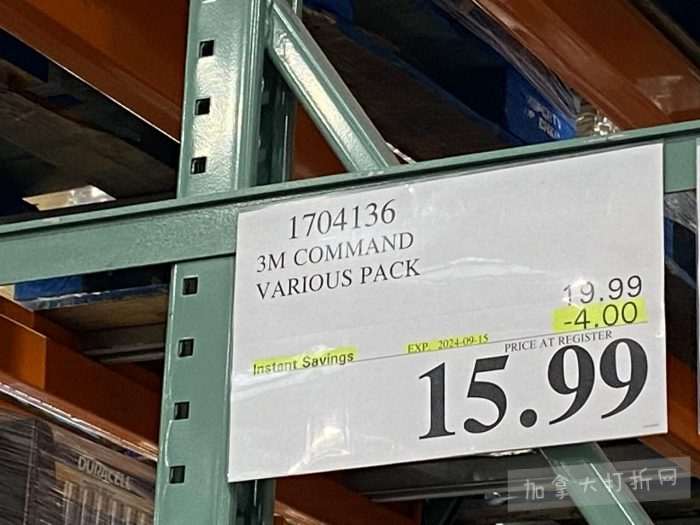 1704136
3M COMMAND
VARIOUS PACK
19.99
-4.00
Instant Savings
EXP. 2024-09-15
PRICE AT REGISTER
15.99
DURACELL
加拿大打折网